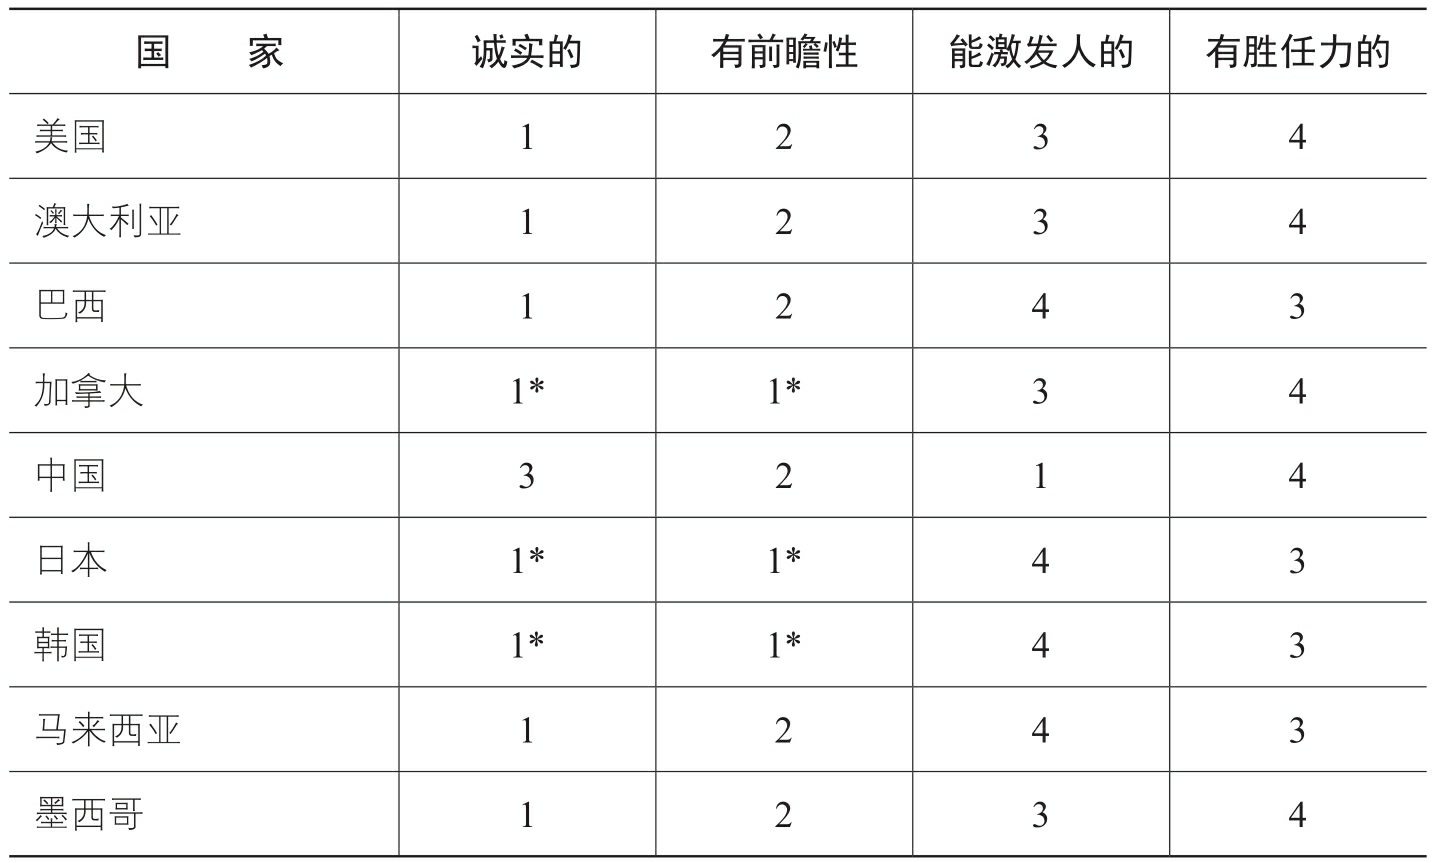 国 家 诚实的 有前瞻性 能激发人的 有胜任力的
美国 1 2 3 4
澳大利亚 1 2 3 4
巴西 1 2 4 3
加拿大 1* 1* 3 4
中国 3 2 1 4
日本 1* 1* 4 3
韩国 1* 1* 4 3
马来西亚 1 2 4 3
墨西哥 1 2 3 4